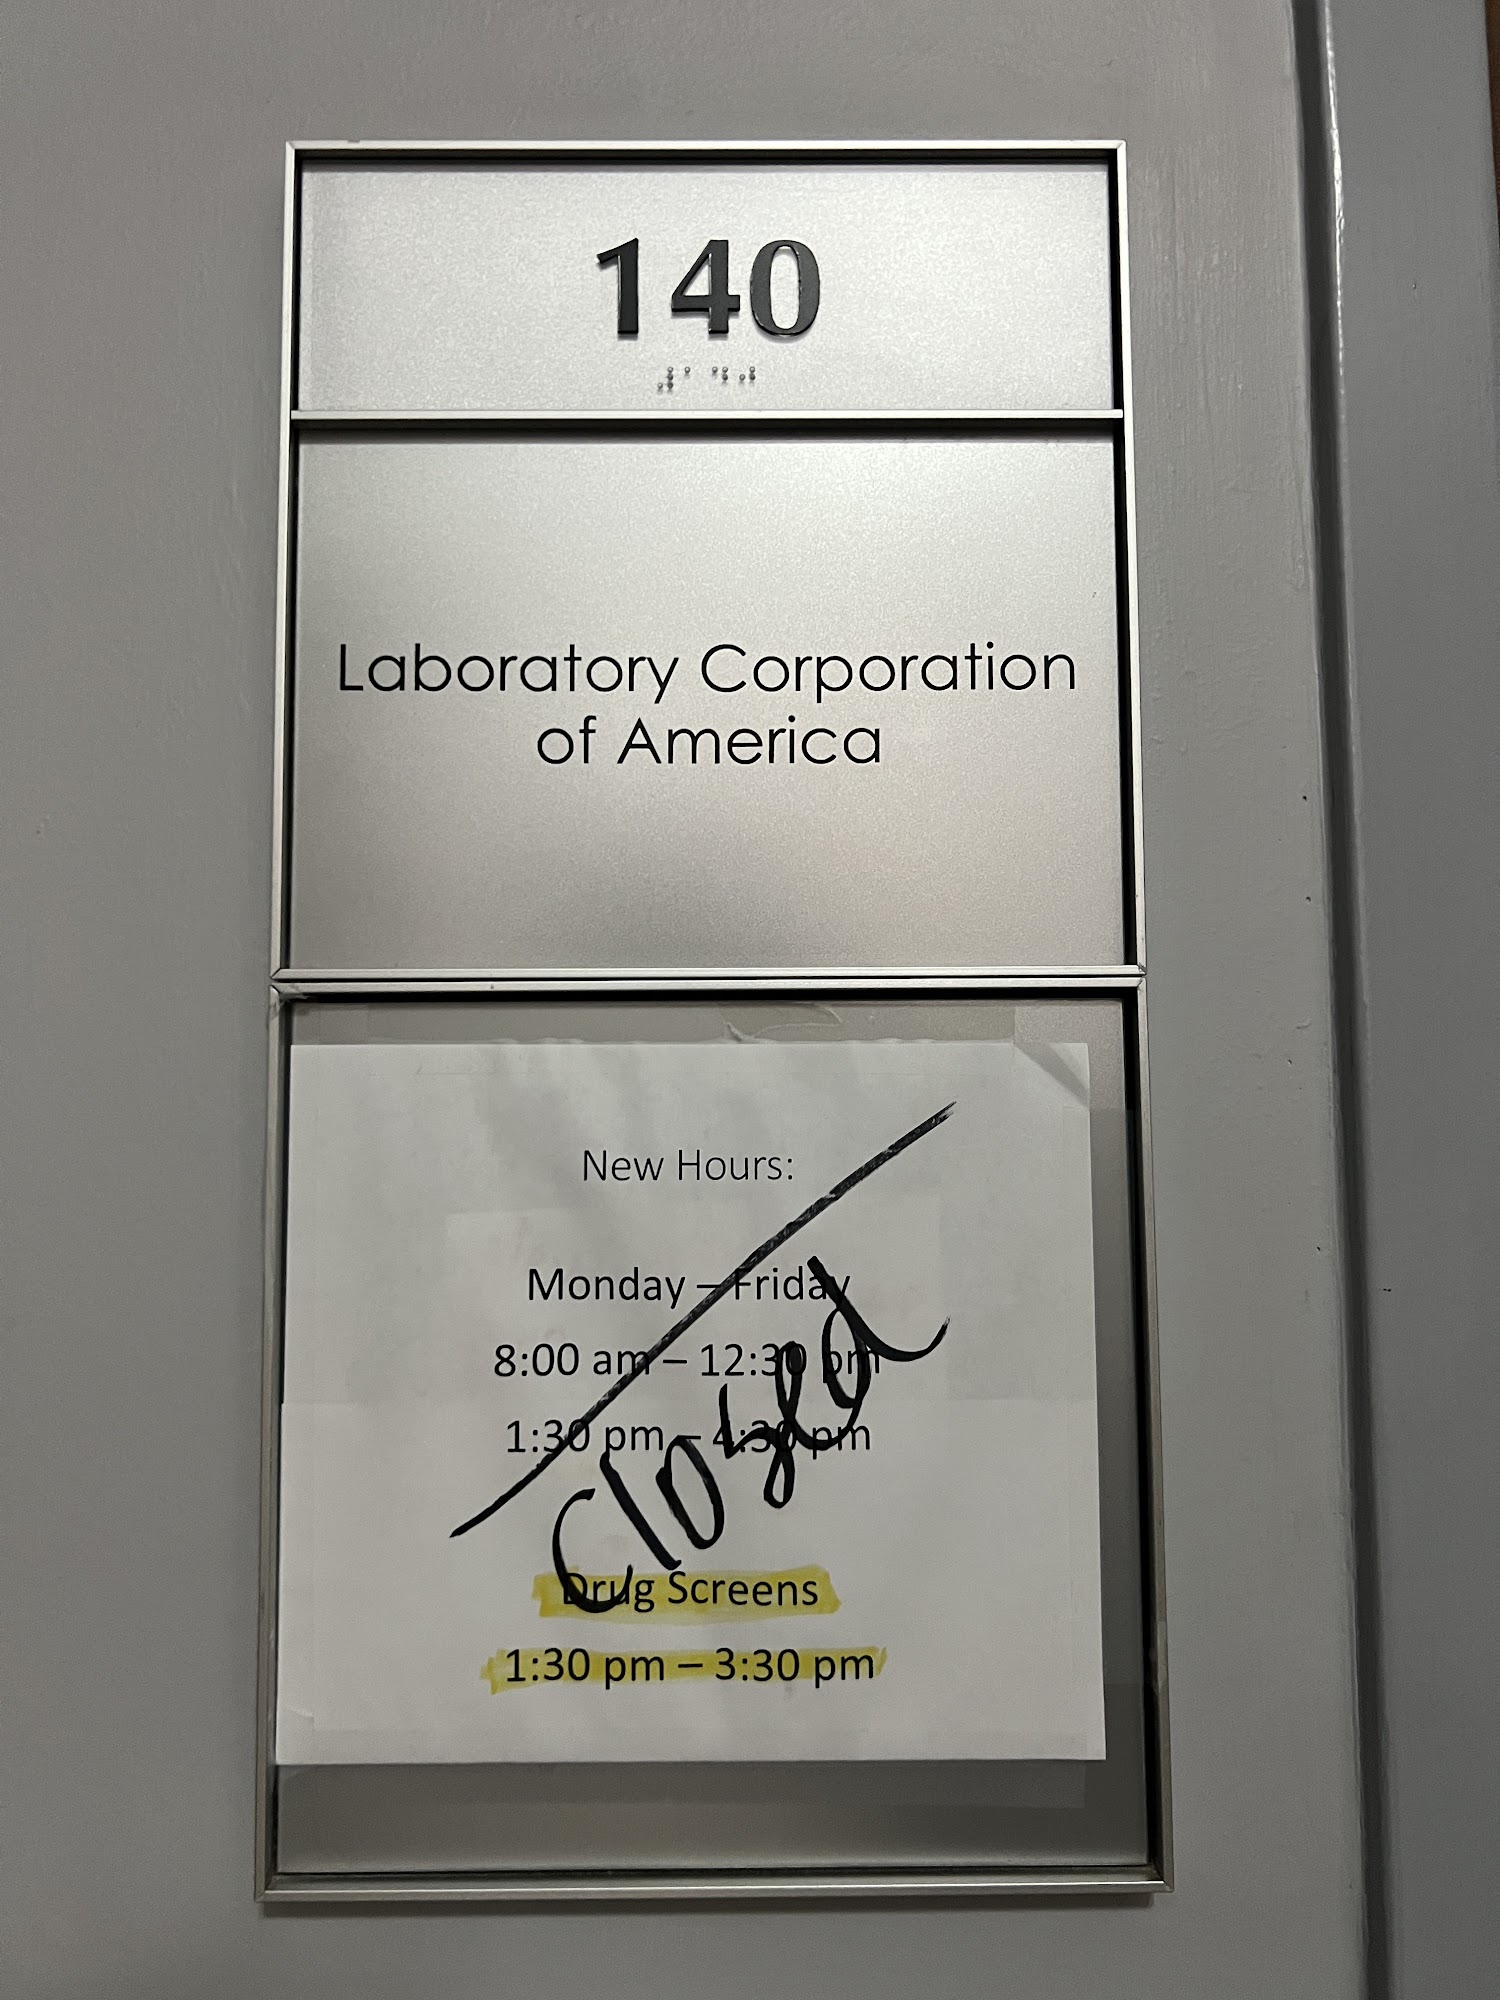 140
Laboratory Corporation
of America
New Hours:
Monday – Friday
8:00 am – 12:30 pm
1:30 pm – 4:30 pm
Closed
Drug Screens
1:30 pm – 3:30 pm